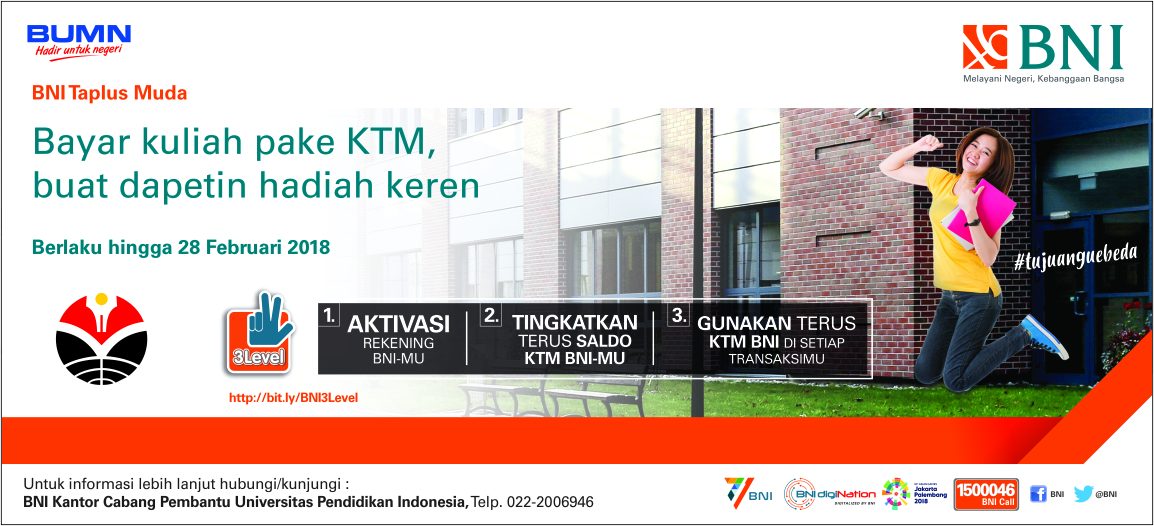 BUMN
Hadir untuk negeri
BNI
Melayani Negeri, Kebanggaan Bangsa
BNI Taplus Muda
Bayar kuliah pake KTM,
buat dapetin hadiah keren
Berlaku hingga 28 Februari 2018
#tujuanguebeda
3Level
1. AKTIVASI
REKENING
BNI-MU
2. TINGKATKAN
TERUS SALDO
KTM BNI-MU
3. GUNAKAN TERUS
KTM BNI DI SETIAP
TRANSAKSIMU
http://bit.ly/BNI3Level
Untuk informasi lebih lanjut hubungi/kunjungi :
BNI Kantor Cabang Pembantu Universitas Pendidikan Indonesia, Telp. 022-2006946
71 BNI
BNI digiNation
DIGITALIZED BY BNI
Jakarta
Palembang
2018
1500046
BNI Call
BNI
@BNI